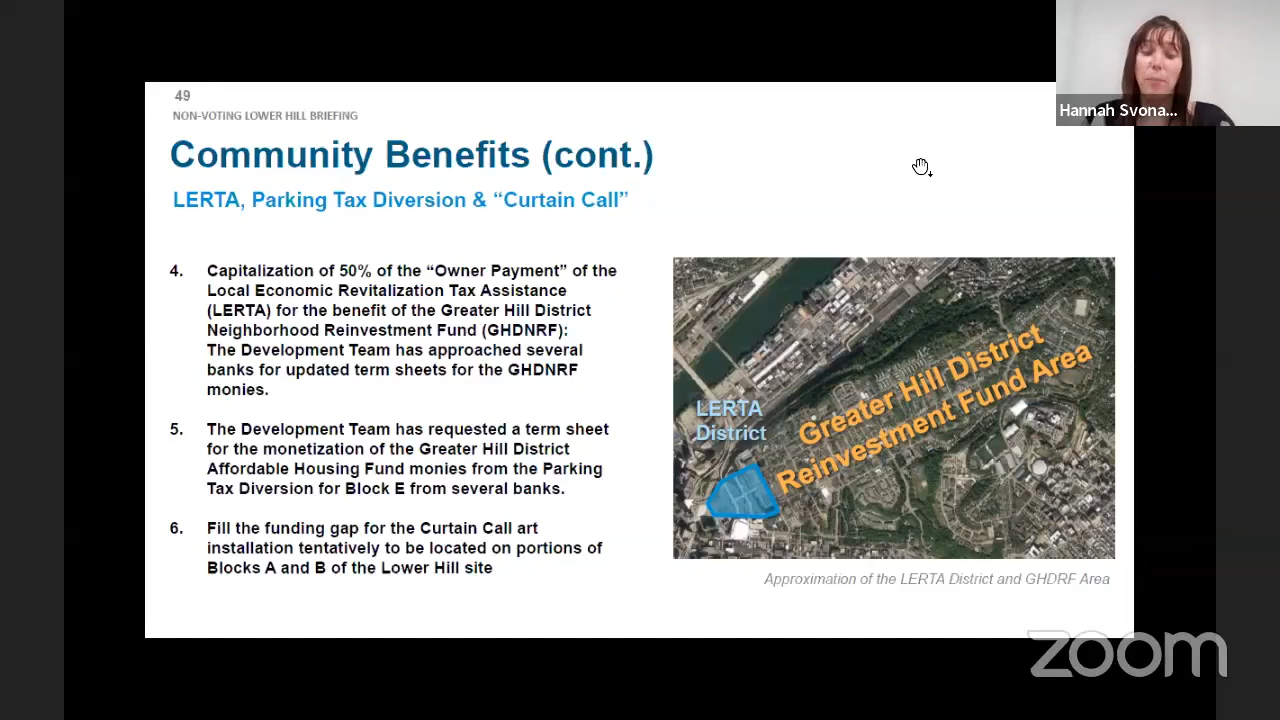 49
NON-VOTING LOWER HILL BRIEFING
Community Benefits (cont.)
LERTA, Parking Tax Diversion & “Curtain Call”
4. Capitalization of 50% of the “Owner Payment” of the
Local Economic Revitalization Tax Assistance
(LERTA) for the benefit of the Greater Hill District
Neighborhood Reinvestment Fund (GHDNRF):
The Development Team has approached several
banks for updated term sheets for the GHDNRF
monies.
5. The Development Team has requested a term sheet
for the monetization of the Greater Hill District
Affordable Housing Fund monies from the Parking
Tax Diversion for Block E from several banks.
6. Fill the funding gap for the Curtain Call art
installation tentatively to be located on portions of
Blocks A and B of the Lower Hill site
LERTA
District
Greater Hill District
Reinvestment Fund Area
Approximation of the LERTA District and GHDRF Area
Hannah Svona...
zoom